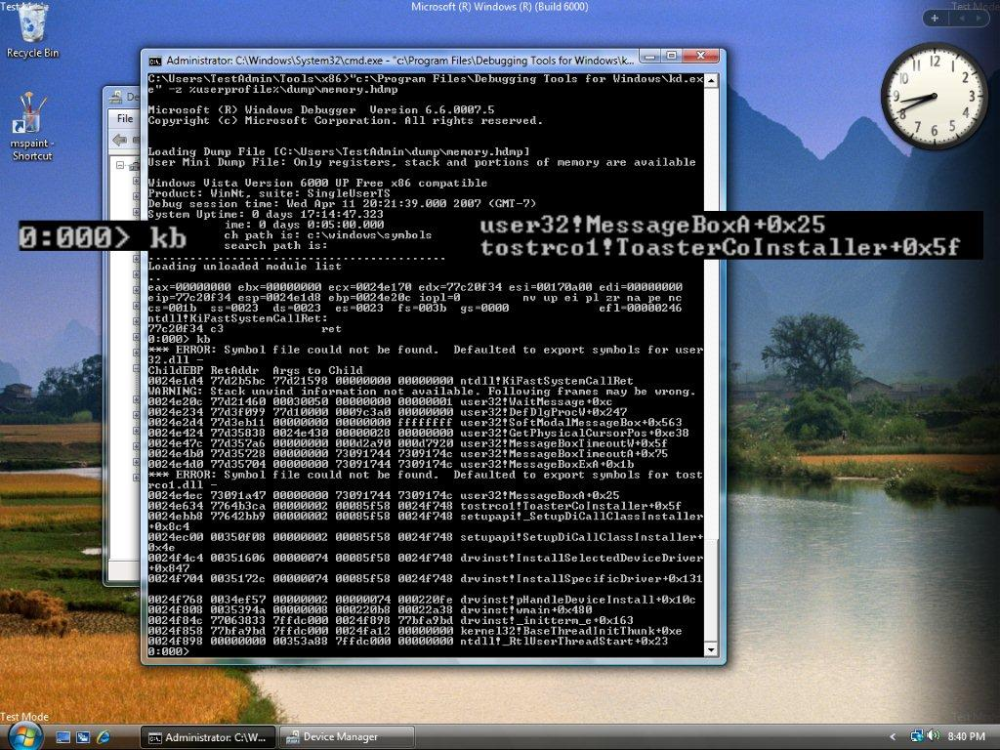 Test Mode
Microsoft (R) Windows (R) (Build 6000)
Test Mode
Recycle Bin
mspaint -
Shortcut
De
File
Administrator: C:\Windows\System32\cmd.exe - "c:\Program Files\Debugging Tools for Windows\k...
C:\Users\TestAdmin\Tools\x86>"c:\Program Files\Debugging Tools for Windows\kd.ex
e" -z %userprofile%\dump\memory.hdmp
Microsoft (R) Windows Debugger Version 6.6.0007.5
Copyright (c) Microsoft Corporation. All rights reserved.
Loading Dump File [C:\Users\TestAdmin\dump\memory.hdmp]
User Mini Dump File: Only registers, stack and portions of memory are available
Windows Vista Version 6000 UP Free x86 compatible
Product: WinNt, suite: SingleUserTS
Debug session time: Wed Apr 11 20:21:39.000 2007 (GMT-7)
System Uptime: 0 days 17:14:47.323
ime: 0 days 0:05:00.000
ch path is: c:\windows\symbols
search path is:
0:000> kb
user32!MessageBoxA+0x25
tostrco1!ToasterCoInstaller+0x5f
................................................
Loading unloaded module list
..
eax=00000000 ebx=00000000 ecx=0024e170 edx=77c20f34 esi=00170a00 edi=00000000
eip=77c20f34 esp=0024e1d8 ebp=0024e20c iopl=0 nv up ei pl zr na pe nc
cs=001b ss=0023 ds=0023 es=0023 fs=003b gs=0000 efl=00000246
ntdll!KiFastSystemCallRet:
77c20f34 c3 ret
0:000> kb
*** ERROR: Symbol file could not be found. Defaulted to export symbols for user
32.dll -
ChildEBP RetAddr Args to Child
0024e1d4 77d2b5bc 77d21598 00000000 00000000 ntdll!KiFastSystemCallRet
WARNING: Stack unwind information not available. Following frames may be wrong.
0024e20c 77d21460 00030050 00000000 00000001 user32!WaitMessage+0xc
0024e234 77d3f099 77d10000 0009c3a0 00000000 user32!DefDlgProcW+0x247
0024e2d4 77d3eb11 00000000 00000000 ffffffff user32!SoftModalMessageBox+0x563
0024e424 77d35838 0024e430 00000028 00000000 user32!GetPhysicalCursorPos+0xe38
0024e47c 77d357a6 00000000 000d2a90 000d7920 user32!MessageBoxTimeoutW+0x5f
0024e4b0 77d35728 00000000 73091744 7309174c user32!MessageBoxTimeoutA+0x75
0024e4d0 77d35704 00000000 73091744 7309174c user32!MessageBoxExA+0x1b
*** ERROR: Symbol file could not be found. Defaulted to export symbols for tost
rco1.dll -
0024e4ec 73091a47 00000000 73091744 7309174c user32!MessageBoxA+0x25
0024e634 7764b3ca 00000002 00085f58 0024f748 tostrco1!ToasterCoInstaller+0x5f
0024ebb8 77642bb9 00000002 00085f58 0024f748 setupapi!_SetupDiCallClassInstaller
+0x8c4
0024ec00 00350f08 00000002 00085f58 0024f748 setupapi!SetupDiCallClassInstaller+
0x4e
0024f4c4 00351606 00000074 00085f58 0024f748 drvinst!InstallSelectedDeviceDriver
+0x847
0024f704 0035172c 00000074 00085f58 0024f748 drvinst!InstallSpecificDriver+0x131
0024f768 0034ef57 00000002 00000074 000220fe drvinst!pHandleDeviceInstall+0x10c
0024f808 0035394a 00000008 000220b8 00022a38 drvinst!wmain+0x480
0024f84c 77063833 7ffdc000 0024f898 77bfa9bd drvinst!_initterm_e+0x163
0024f858 77bfa9bd 7ffdc000 0024fa12 00000000 kernel32!BaseThreadInitThunk+0xe
0024f898 00000000 00353a88 7ffdc000 00000000 ntdll!_RtlUserThreadStart+0x23
0:000>
12
1
2
3
4
5
6
7
8
9
10
11
Test Mode
Test Mode
Administrator: C:\W...
Device Manager
8:40 PM